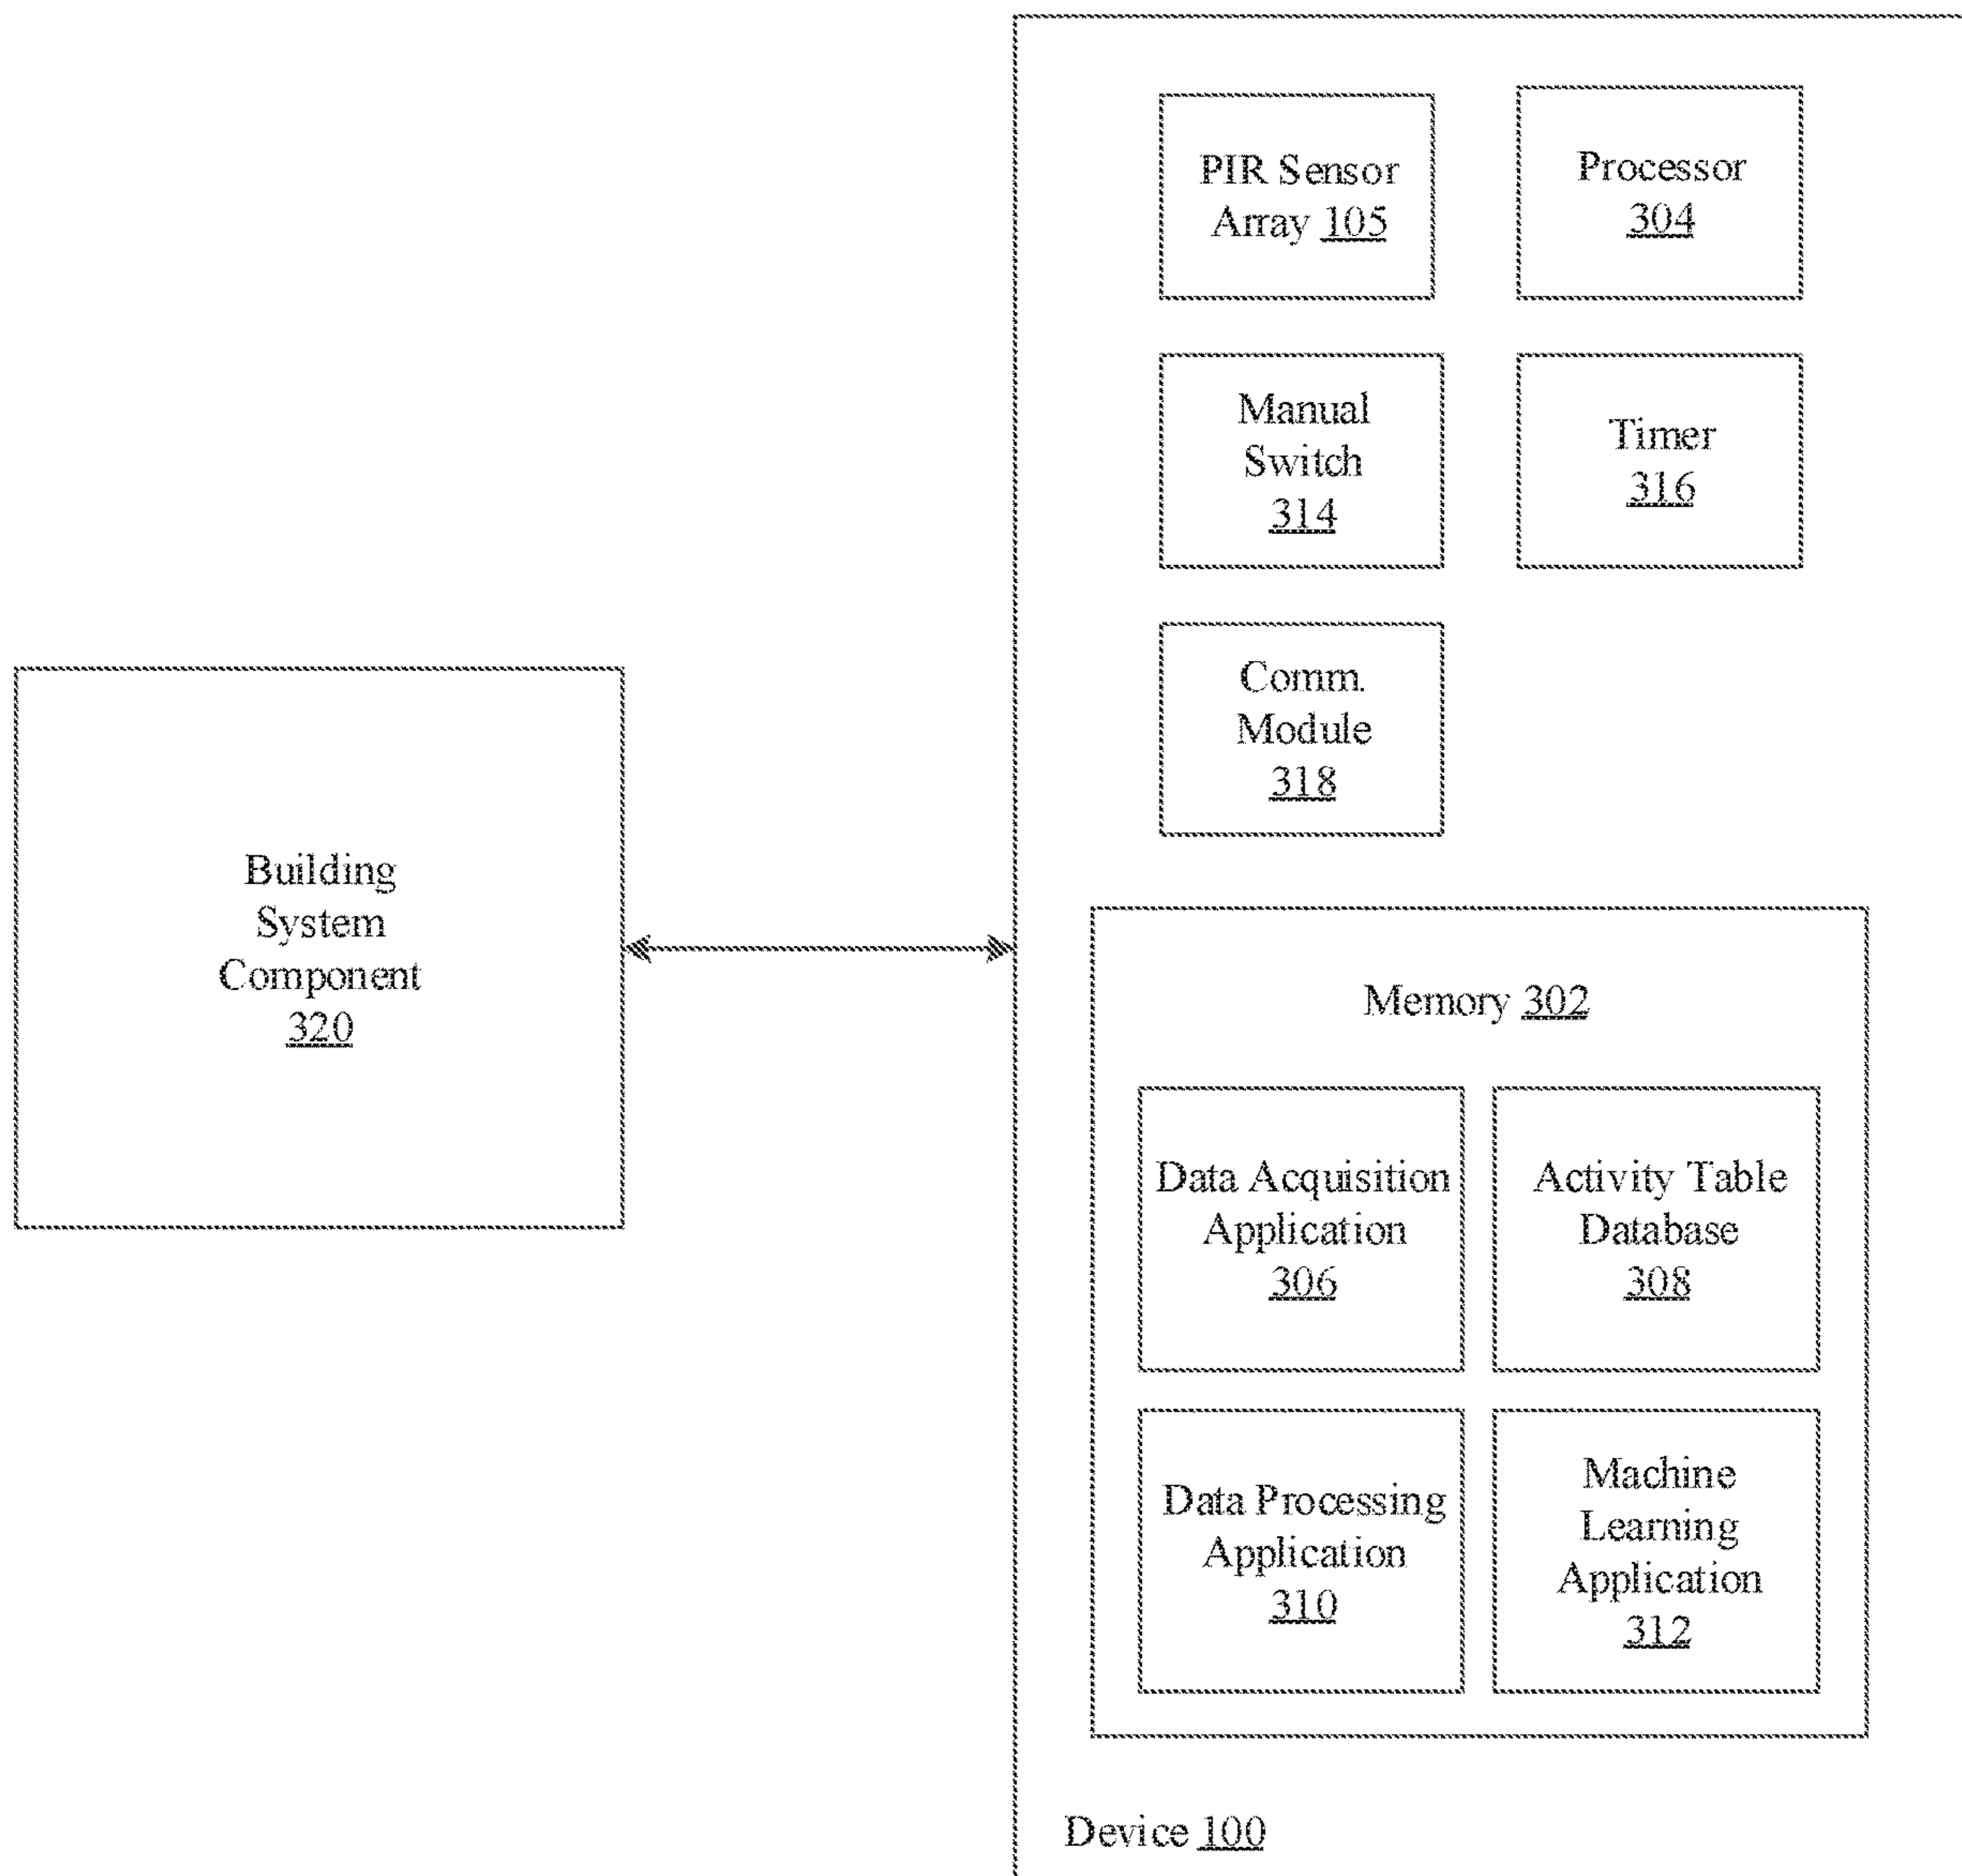 PIR Sensor
Array 105
Processor
304
Manual
Switch
314
Timer
316
Comm.
Module
318
Building
System
Component
320
Memory 302
Data Acquisition
Application
306
Activity Table
Database
308
Data Processing
Application
310
Machine
Learning
Application
312
Device 100